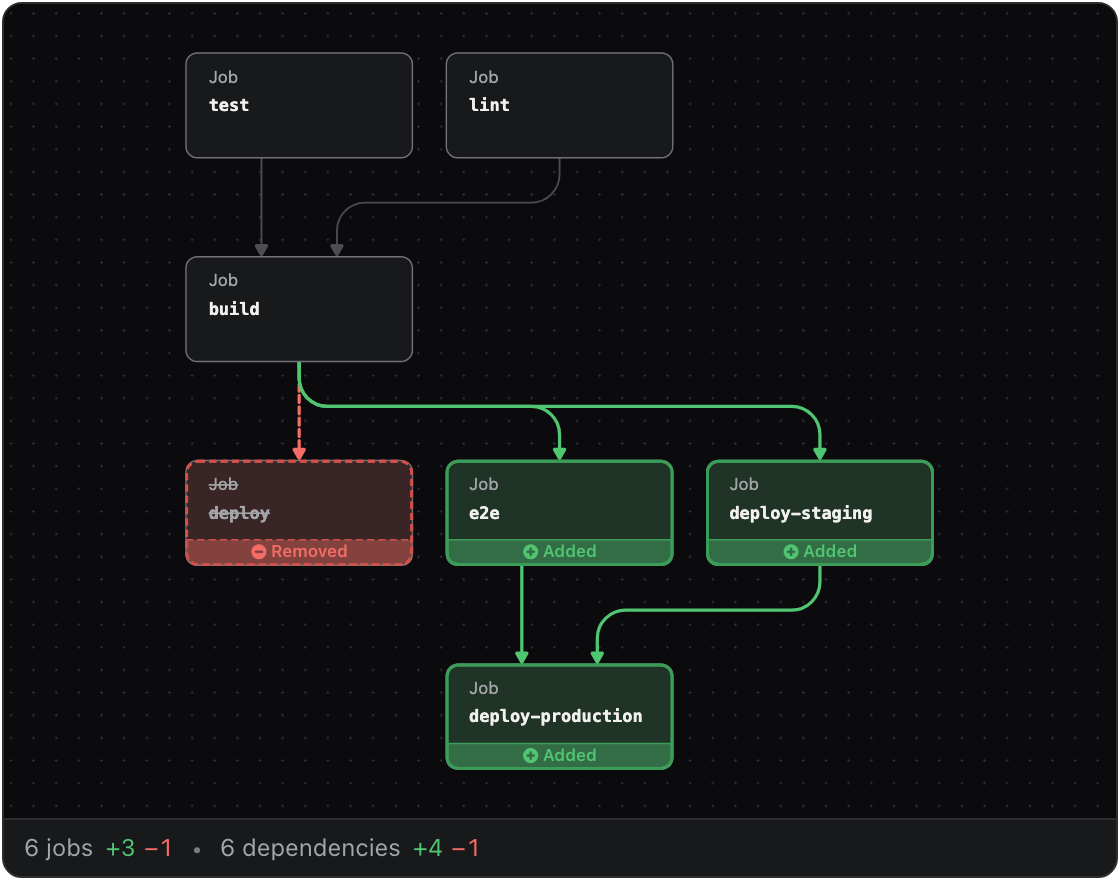 Job
test
Job
lint
Job
build
Job
deploy
Removed
Job
e2e
Added
Job
deploy-staging
Added
Job
deploy-production
Added
6 jobs +3 −1 • 6 dependencies +4 −1